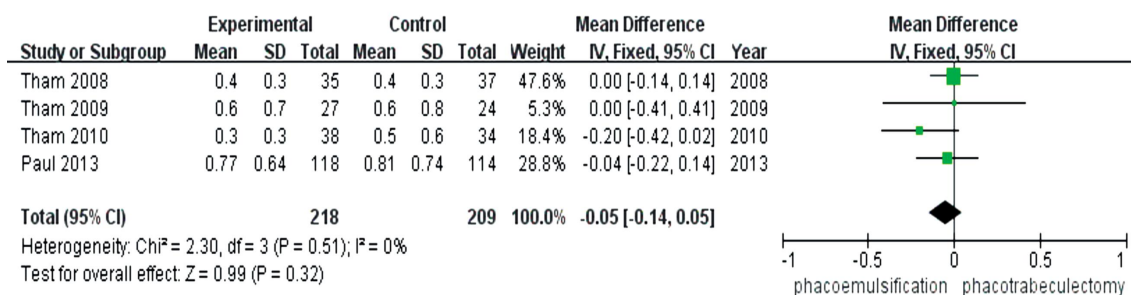 Experimental Control Mean Difference Mean Difference
Study or Subgroup Mean SD Total Mean SD Total Weight IV, Fixed, 95% CI Year IV, Fixed, 95% CI
Tham 2008 0.4 0.3 35 0.4 0.3 37 47.6% 0.00 [-0.14, 0.14] 2008
Tham 2009 0.6 0.7 27 0.6 0.8 24 5.3% 0.00 [-0.41, 0.41] 2009
Tham 2010 0.3 0.3 38 0.5 0.6 34 18.4% -0.20 [-0.42, 0.02] 2010
Paul 2013 0.77 0.64 118 0.81 0.74 114 28.8% -0.04 [-0.22, 0.14] 2013
Total (95% CI) 218 209 100.0% -0.05 [-0.14, 0.05]
Heterogeneity: Chi² = 2.30, df = 3 (P = 0.51); I² = 0%
Test for overall effect: Z = 0.99 (P = 0.32)
-1 -0.5 0 0.5 1
phacoemulsification phacotrabeculectomy